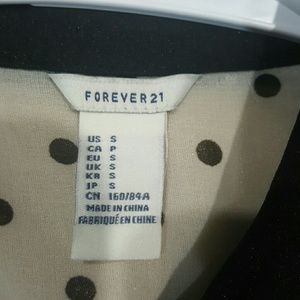 FOREVER 21
US S
CA P
EU S
UK S
KR S
JP S
CN 160/84A
MADE IN CHINA
FABRIQUÉ EN CHINE